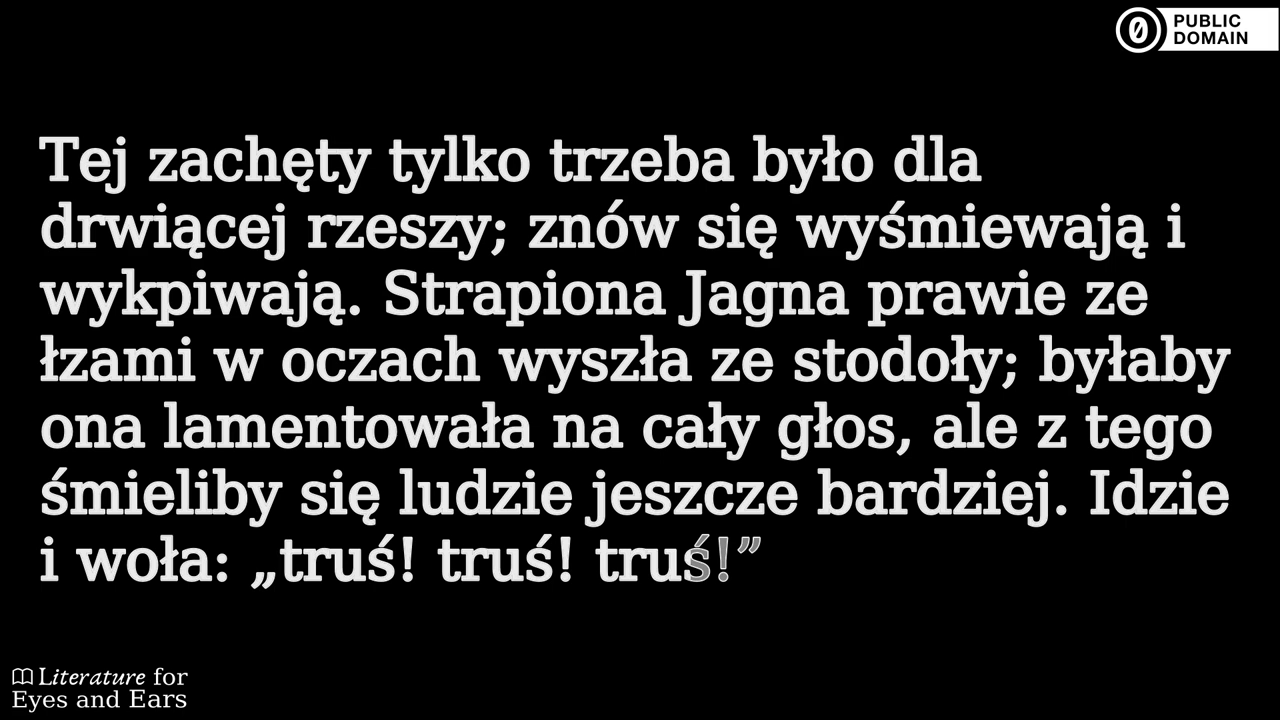 PUBLIC
DOMAIN
Tej zachęty tylko trzeba było dla
drwiącej rzeszy; znów się wyśmiewają i
wykpiwają. Strapiona Jagna prawie ze
łzami w oczach wyszła ze stodoły; byłaby
ona lamentowała na cały głos, ale z tego
śmieliby się ludzie jeszcze bardziej. Idzie
i woła: „truś! truś! truś!”
Literature for
Eyes and Ears